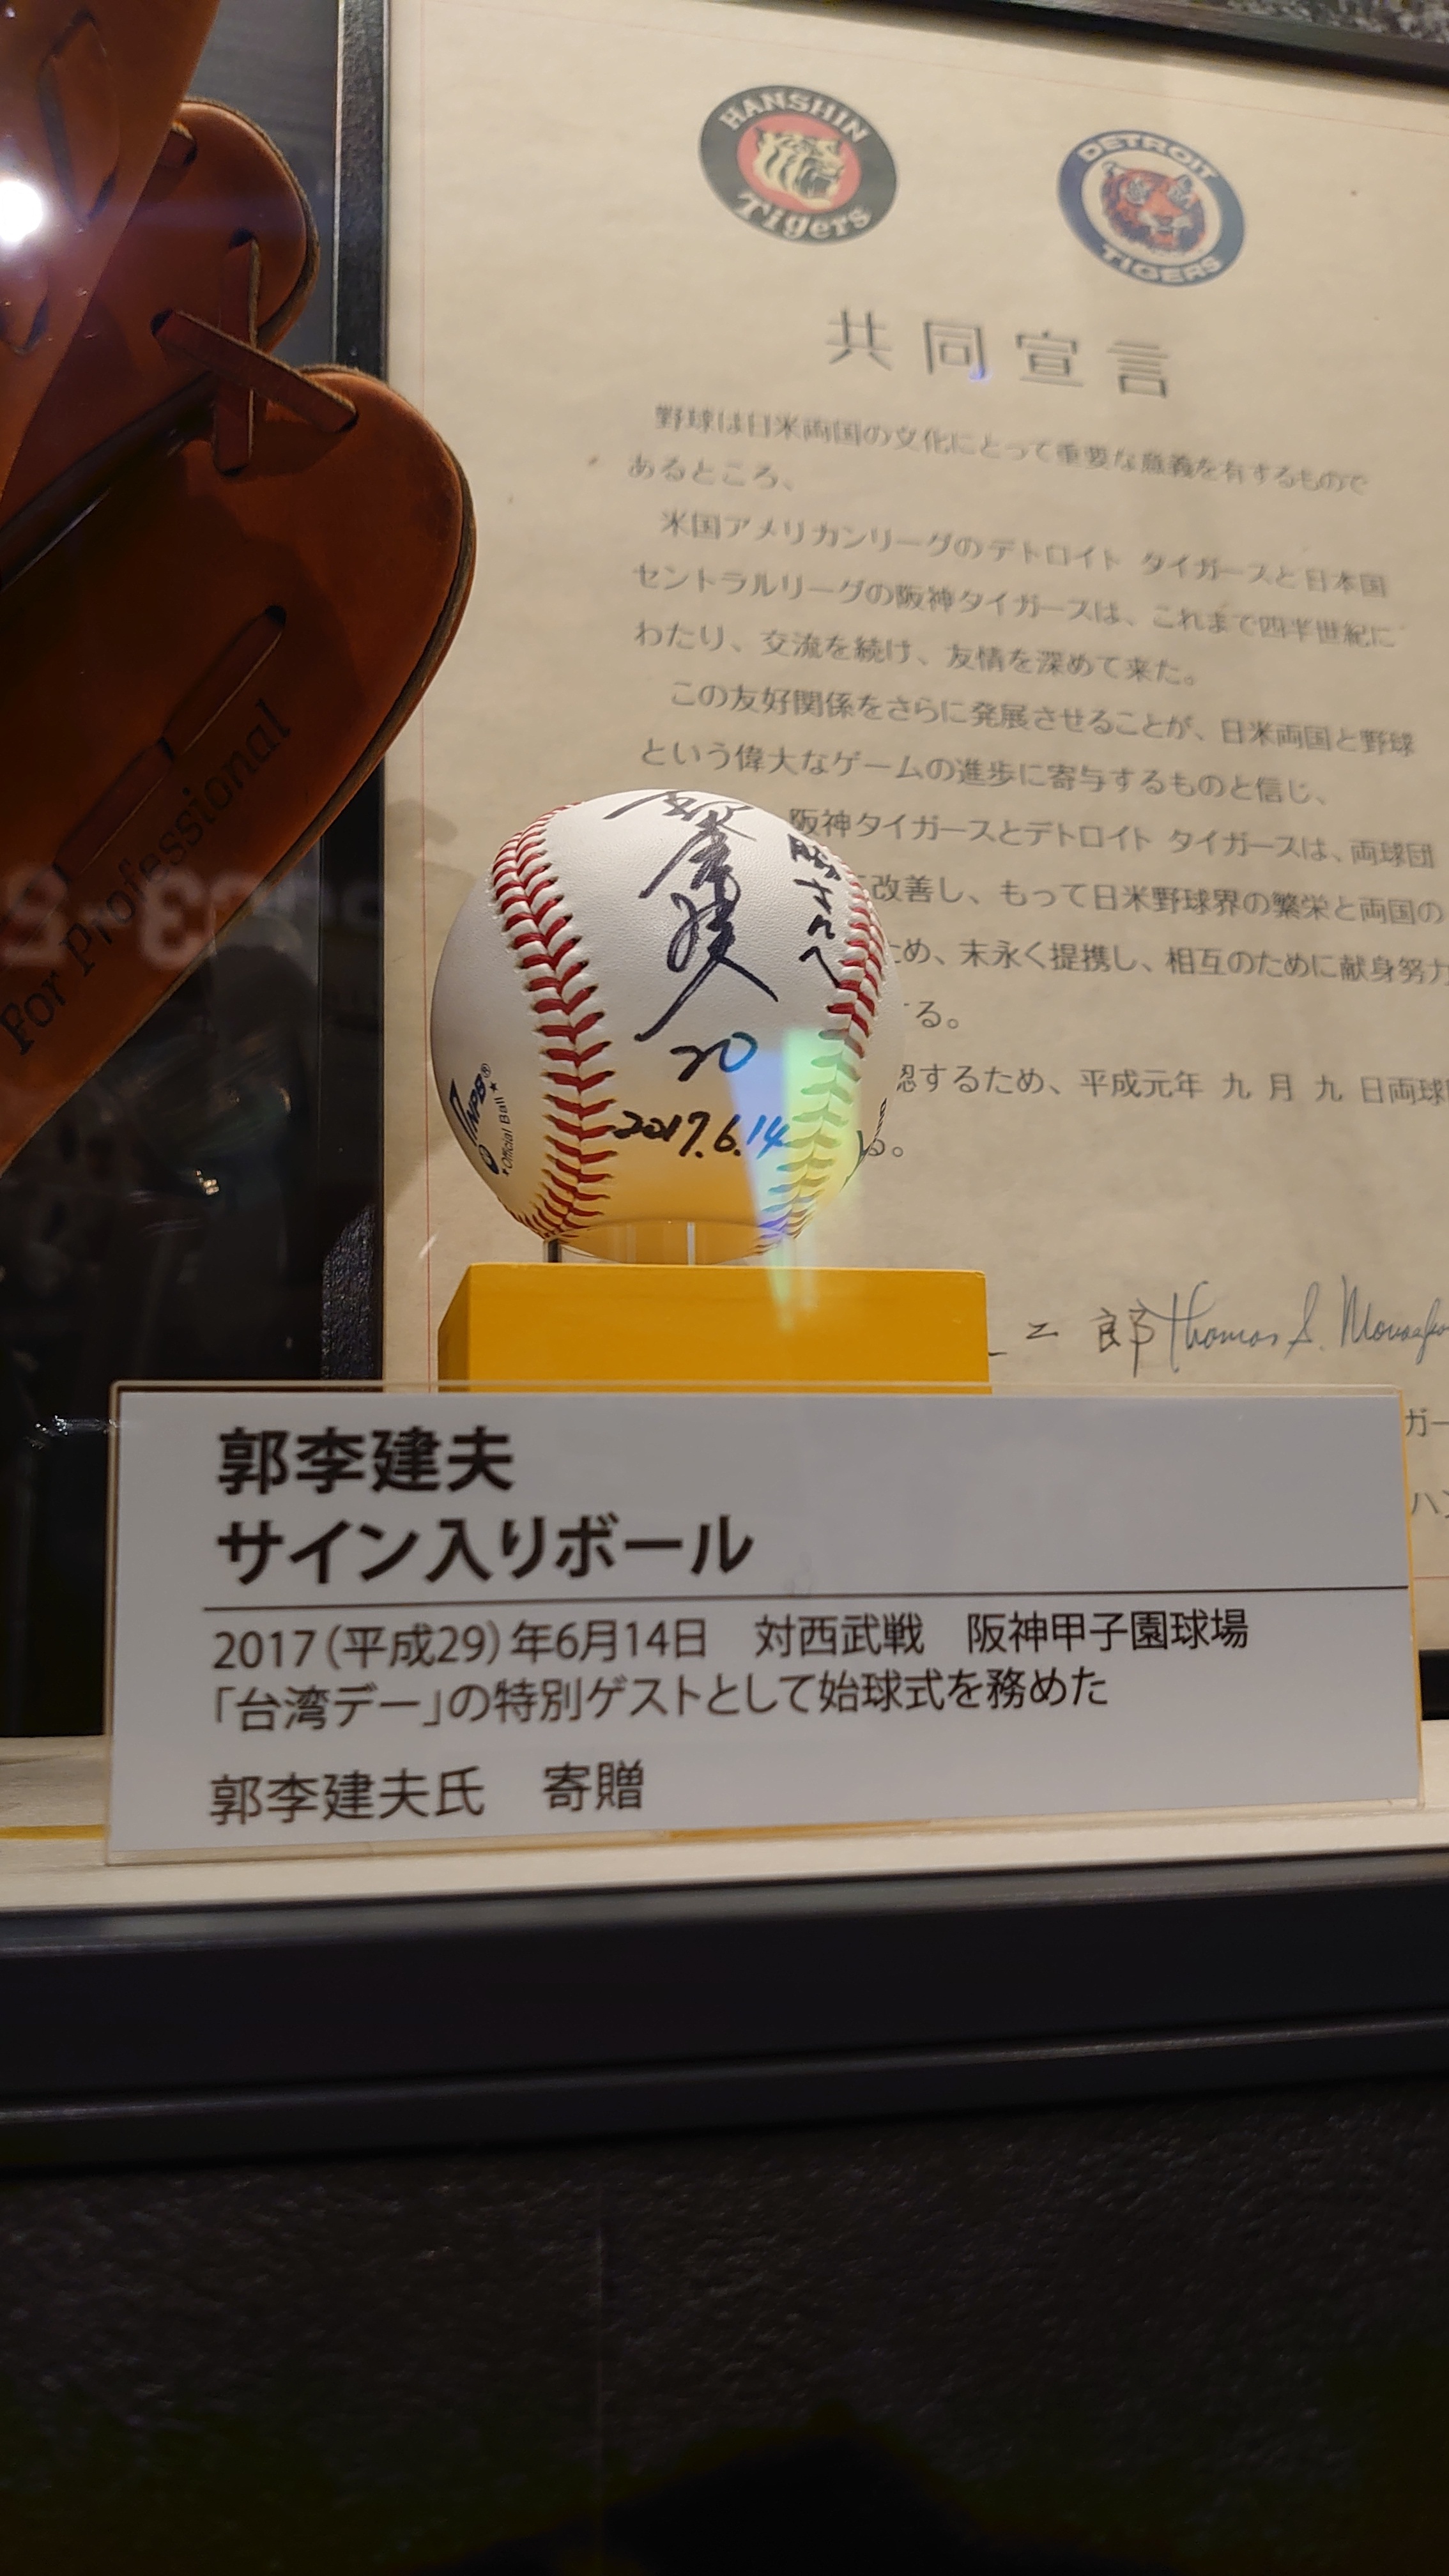 HANSHIN
Tigers
DETROIT
TIGERS
共同宣言
野球は日米両国の文化にとって重要な意義を有するもので
あるところ、
米国アメリカンリーグのデトロイト タイガースと日本国
セントラルリーグの阪神タイガースは、これまで四半世紀に
わたり、交流を続け、友情を深めて来た。
この友好関係をさらに発展させることが、日米両国と野球
という偉大なゲームの進歩に寄与するものと信じ、
阪神タイガースとデトロイト タイガースは、両球団
改善し、もって日米野球界の繁栄と両国の
め、末永く提携し、相互のために献身努力
する。
認するため、平成元年 九 月 九 日両球
る。
二 郎 Thomas S.
ガー
ハン
For Professional
20
2017.6.14
NPB®
Official Ball
郭李建夫
サイン入りボール
2017(平成29)年6月14日 対西武戦 阪神甲子園球場
「台湾デー」の特別ゲストとして始球式を務めた
郭李建夫氏 寄贈